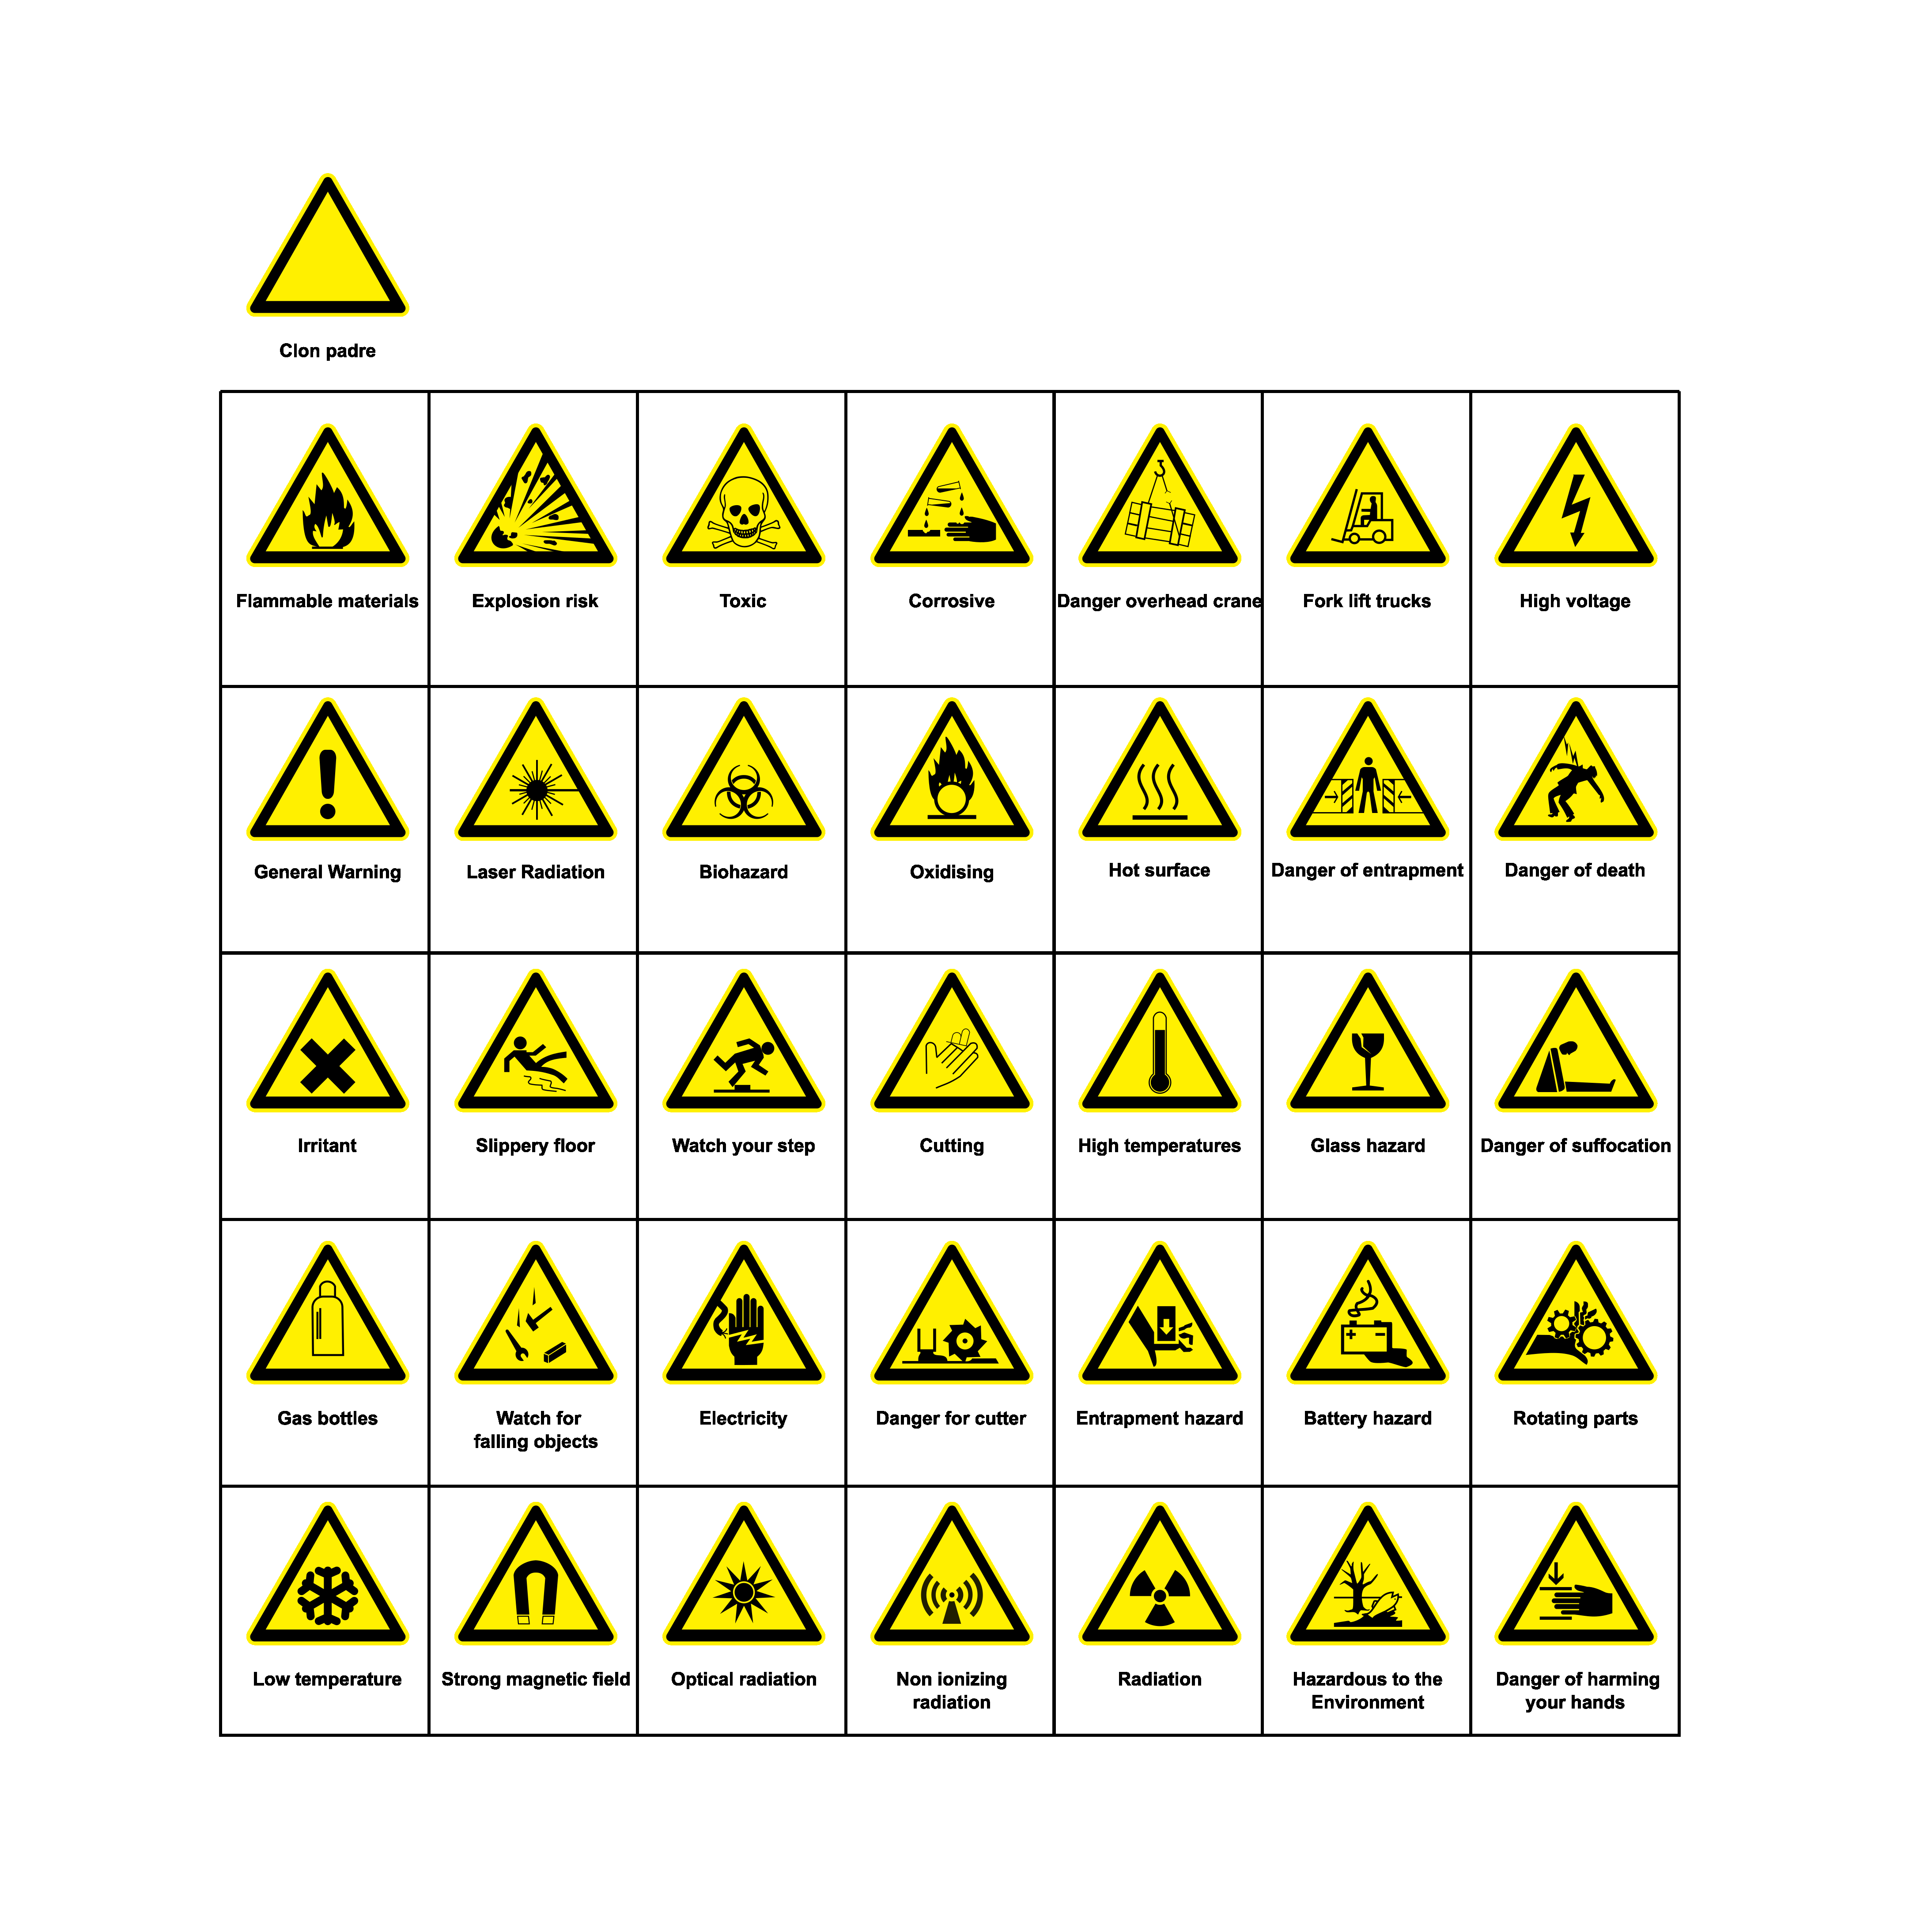 Clon padre
Flammable materials
Explosion risk
Toxic
Corrosive
Danger overhead crane
Fork lift trucks
High voltage
General Warning
Laser Radiation
Biohazard
Oxidising
Hot surface
Danger of entrapment
Danger of death
Irritant
Slippery floor
Watch your step
Cutting
High temperatures
Glass hazard
Danger of suffocation
Gas bottles
Watch for
falling objects
Electricity
Danger for cutter
Entrapment hazard
Battery hazard
Rotating parts
Low temperature
Strong magnetic field
Optical radiation
Non ionizing
radiation
Radiation
Hazardous to the
Environment
Danger of harming
your hands